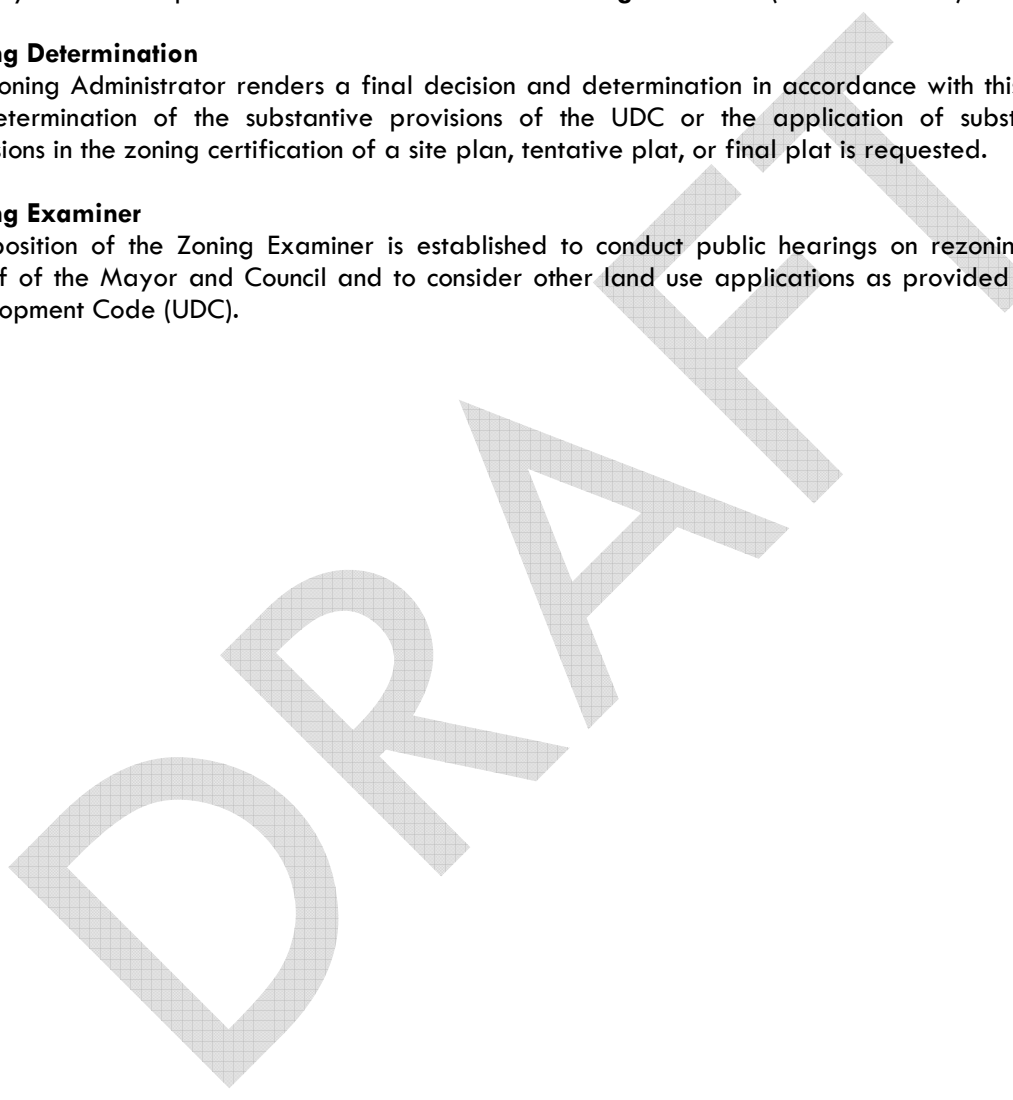 ng Determination
oning Administrator renders a final decision and determination in accordance with this
etermination of the substantive provisions of the UDC or the application of subst
sions in the zoning certification of a site plan, tentative plat, or final plat is requested.
ng Examiner
position of the Zoning Examiner is established to conduct public hearings on rezonin
f of the Mayor and Council and to consider other land use applications as provided
opment Code (UDC).
DRAFT